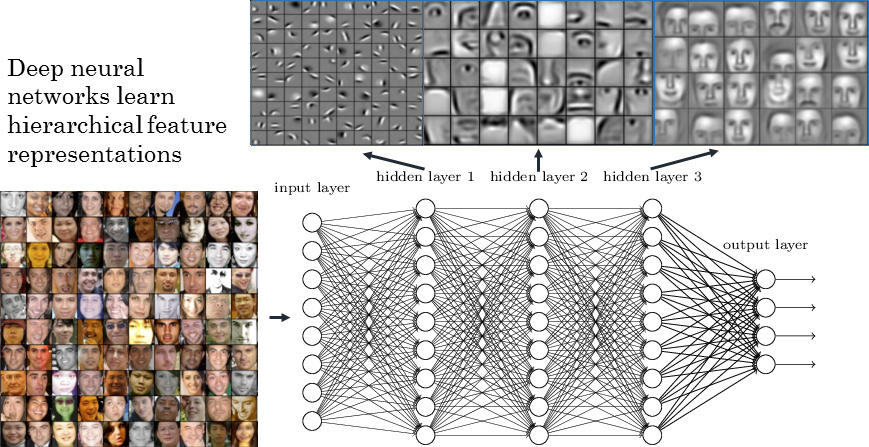 Deep neural
networks learn
hierarchical feature
representations
hidden layer 1 hidden layer 2 hidden layer 3
input layer
output layer